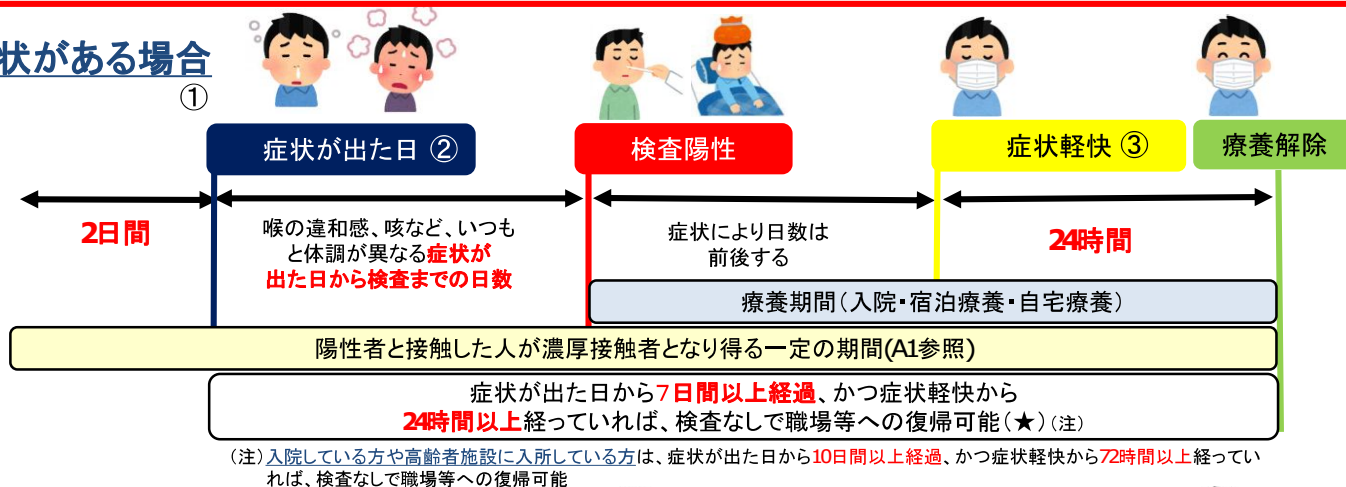 状がある場合
①
症状が出た日 ②
検査陽性
症状軽快 ③
療養解除
2日間
喉の違和感、咳など、いつも
と体調が異なる症状が
出た日から検査までの日数
症状により日数は
前後する
24時間
療養期間(入院・宿泊療養・自宅療養)
陽性者と接触した人が濃厚接触者となり得る一定の期間(A1参照)
症状が出た日から7日間以上経過、かつ症状軽快から
24時間以上経っていれば、検査なしで職場等への復帰可能(★)(注)
(注)入院している方や高齢者施設に入所している方は、症状が出た日から10日間以上経過、かつ症状軽快から72時間以上経ってい
れば、検査なしで職場等への復帰可能